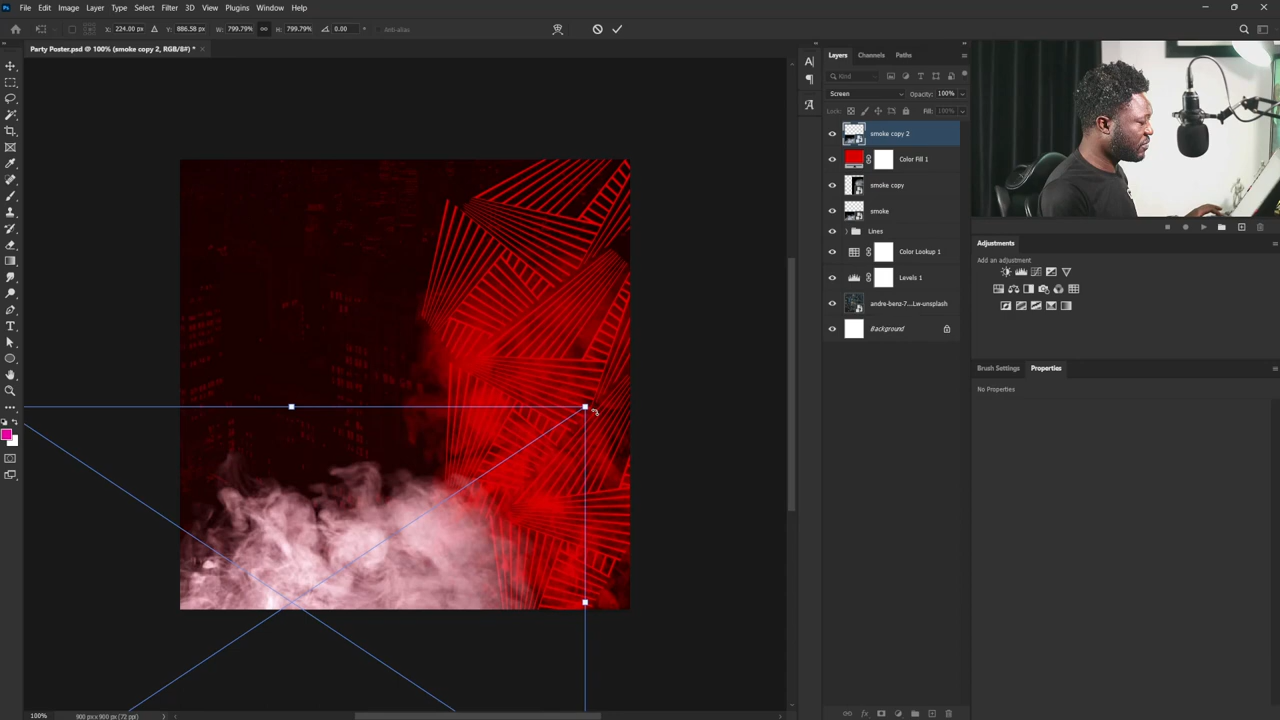 Ps File Edit Image Layer Type Select Filter 3D View Plugins Window Help
X: 224.00 px Y: 886.58 px W: 799.79% H: 799.79% 0.00 Anti-alias
Party Poster.psd @ 100% (smoke copy 2, RGB/8#) * ×
Layers Channels Paths
Kind
Screen Opacity: 100%
Lock: Fill: 100%
smoke copy 2
Color Fill 1
smoke copy
smoke
Lines
Color Lookup 1
Levels 1
andre-benz-7...Lw-unsplash
Background
Adjustments
Add an adjustment
Brush Settings Properties
No Properties
100% 900 px x 900 px (72 ppi)